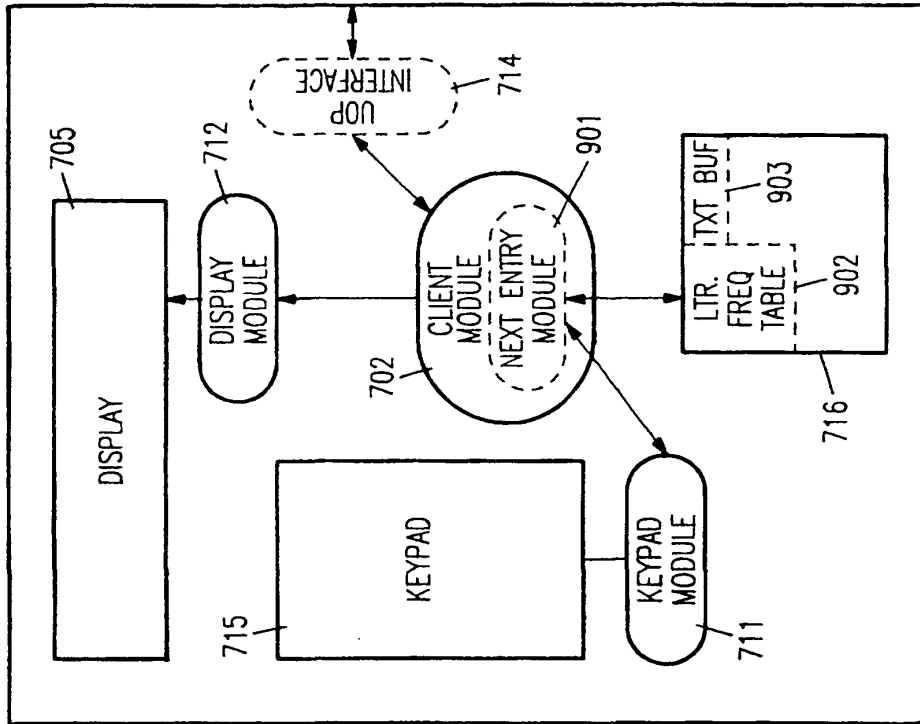 705
DISPLAY
712
DISPLAY
MODULE
UOP
INTERFACE
714
715
KEYPAD
702
CLIENT
MODULE
NEXT ENTRY
MODULE
901
KEYPAD
MODULE
711
LTR.
FREQ
TABLE
902
TXT BUF
903
716